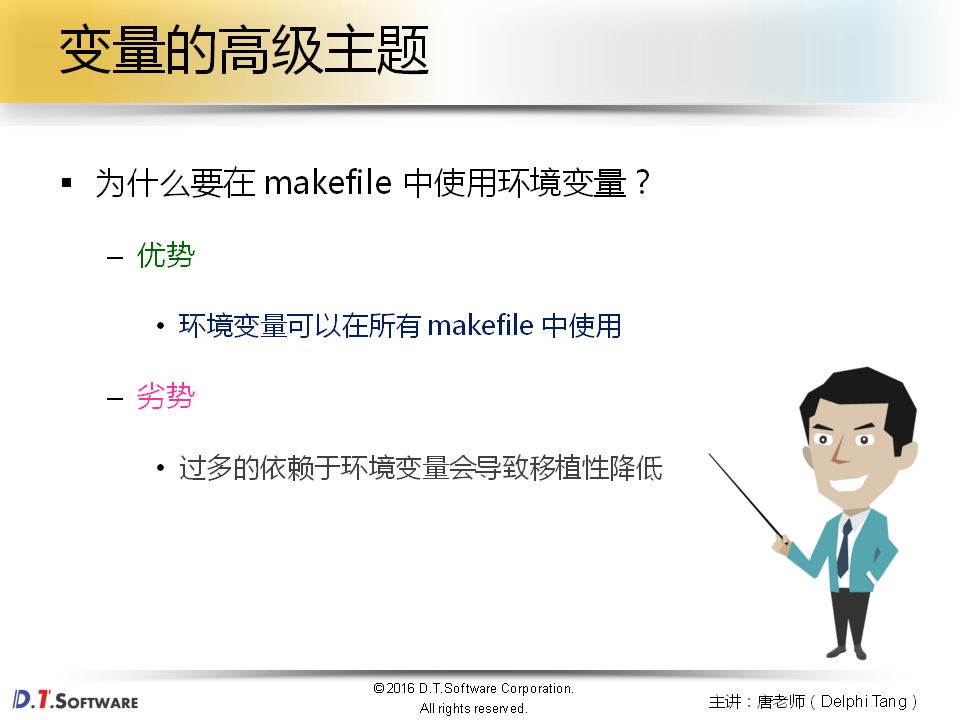 变量的高级主题
▪ 为什么要在 makefile 中使用环境变量？
– 优势
• 环境变量可以在所有 makefile 中使用
– 劣势
• 过多的依赖于环境变量会导致移植性降低
D.T.SOFTWARE
© 2016 D.T.Software Corporation.
All rights reserved.
主讲：唐老师（Delphi Tang）